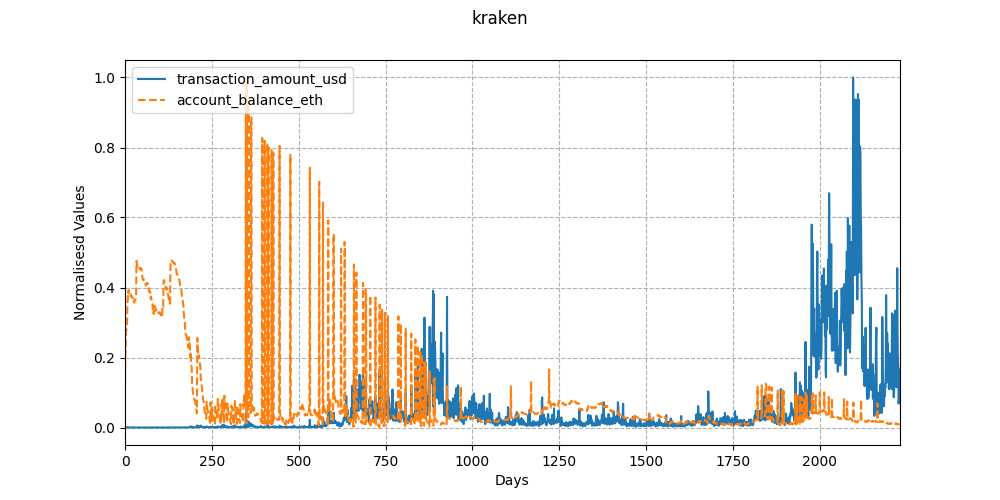 kraken
transaction_amount_usd
account_balance_eth
1.0
0.8
0.6
0.4
0.2
0.0
Normalisesd Values
0 250 500 750 1000 1250 1500 1750 2000
Days